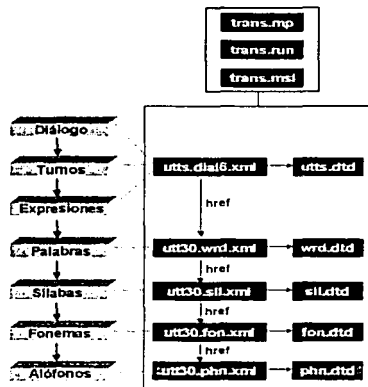 trans.mp
trans.run
trans.msl
Diálogo
Turnos
Expresiones
Palabras
Sílabas
Fonemas
Alófonos
utts.dial6.xml
utts.dtd
href
utt30.wrd.xml
wrd.dtd
href
utt30.sil.xml
sil.dtd
href
utt30.fon.xml
fon.dtd
href
utt30.phn.xml
phn.dtd